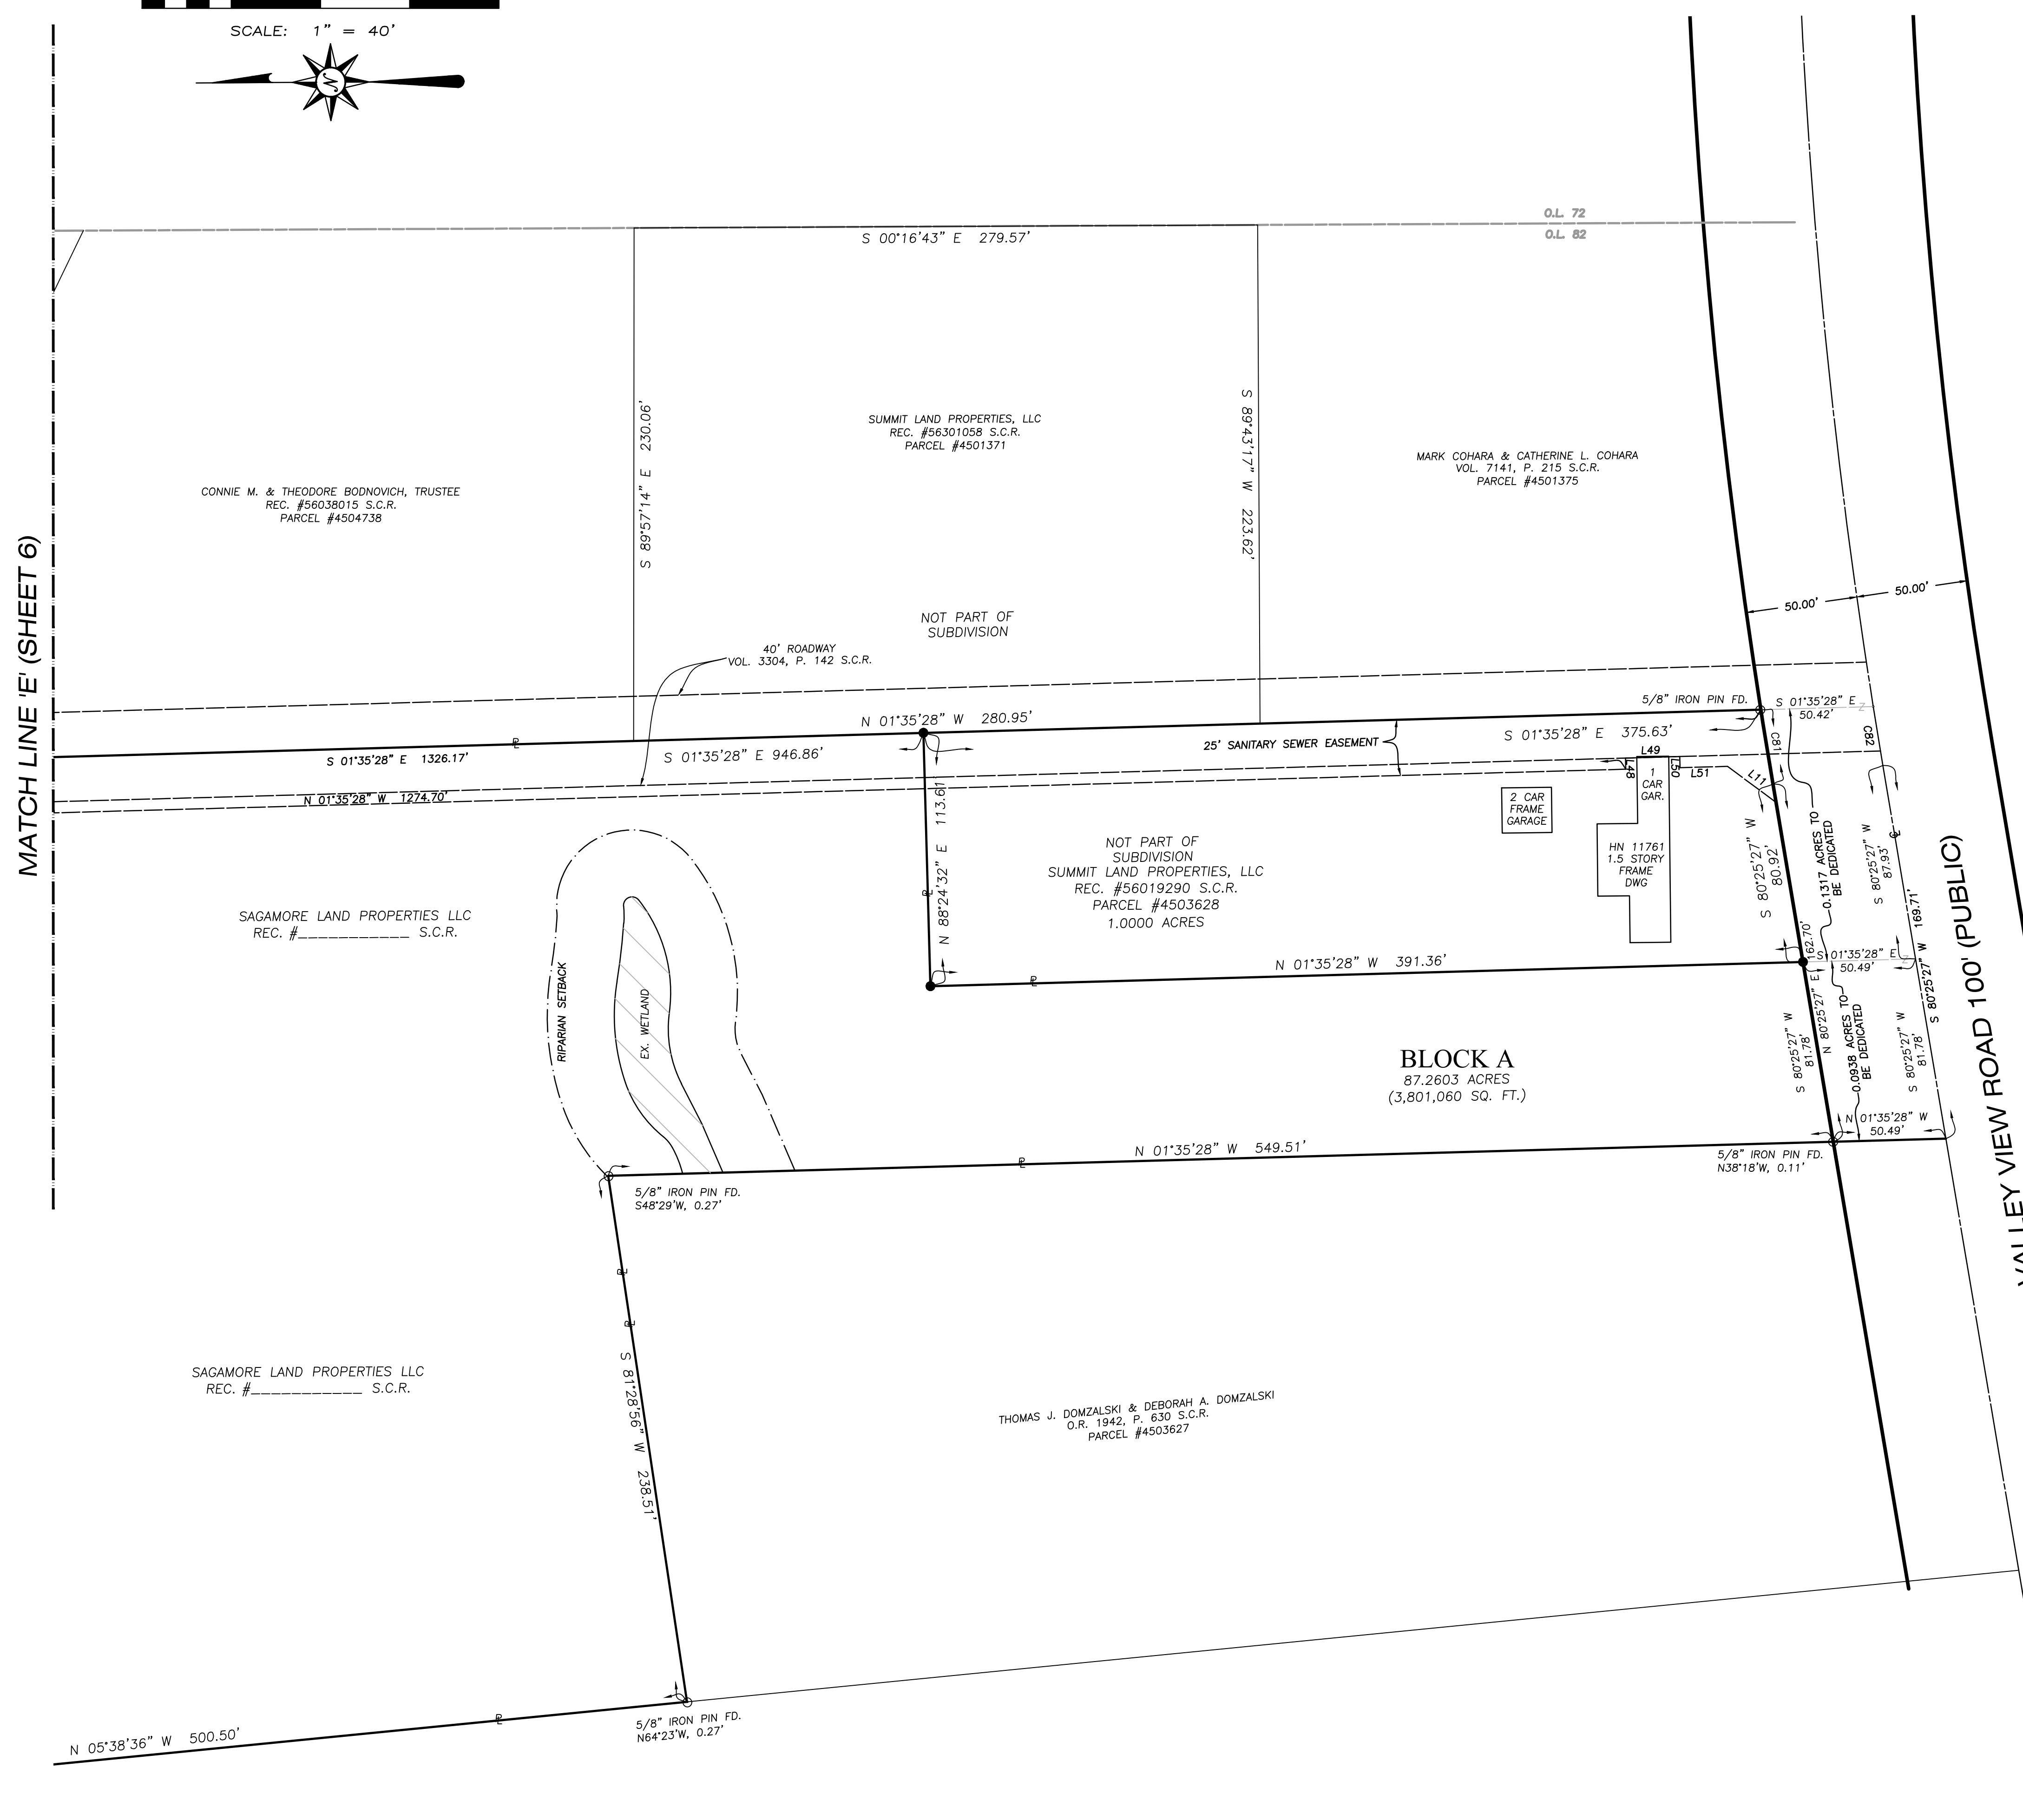 SCALE: 1" = 40'
MATCH LINE 'E' (SHEET 6)
O.L. 72
O.L. 82
S 00°16'43" E 279.57'
S 89°57'14" E 230.06'
S 89°43'17" W 223.62'
SUMMIT LAND PROPERTIES, LLC
REC. #56301058 S.C.R.
PARCEL #4501371
MARK COHARA & CATHERINE L. COHARA
VOL. 7141, P. 215 S.C.R.
PARCEL #4501375
CONNIE M. & THEODORE BODNOVICH, TRUSTEE
REC. #56038015 S.C.R.
PARCEL #4504738
50.00'
50.00'
NOT PART OF
SUBDIVISION
40' ROADWAY
VOL. 3304, P. 142 S.C.R.
5/8" IRON PIN FD.
S 01°35'28" E
50.42'
Z
N 01°35'28" W 280.95'
S 01°35'28" E 375.63'
25' SANITARY SEWER EASEMENT
S 01°35'28" E 1326.17'
S 01°35'28" E 946.86'
N 01°35'28" W 1274.70'
C81
C82
L48
L49
L50
L51
L11
1
CAR
GAR.
2 CAR
FRAME
GARAGE
HN 11761
1.5 STORY
FRAME
DWG
N 88°24'32" E 113.61
NOT PART OF
SUBDIVISION
SUMMIT LAND PROPERTIES, LLC
REC. #56019290 S.C.R.
PARCEL #4503628
1.0000 ACRES
S 80°25'27" W
80.92'
0.1317 ACRES TO
BE DEDICATED
S 80°25'27" W
87.93'
S 80°25'27" W 169.71'
VALLEY VIEW ROAD 100' (PUBLIC)
SAGAMORE LAND PROPERTIES LLC
REC. #___________ S.C.R.
RIPARIAN SETBACK
EX. WETLAND
N 01°35'28" W 391.36'
N 80°25'27" E 162.70'
S 01°35'28" E
50.49'
Z
S 80°25'27" W
81.78'
0.0938 ACRES TO
BE DEDICATED
S 80°25'27" W
81.78'
BLOCK A
87.2603 ACRES
(3,801,060 SQ. FT.)
N 01°35'28" W
50.49'
N 01°35'28" W 549.51'
5/8" IRON PIN FD.
N38°18'W, 0.11'
5/8" IRON PIN FD.
S48°29'W, 0.27'
S 81°28'56" W 238.51'
SAGAMORE LAND PROPERTIES LLC
REC. #___________ S.C.R.
THOMAS J. DOMZALSKI & DEBORAH A. DOMZALSKI
O.R. 1942, P. 630 S.C.R.
PARCEL #4503627
5/8" IRON PIN FD.
N64°23'W, 0.27'
N 05°38'36" W 500.50'